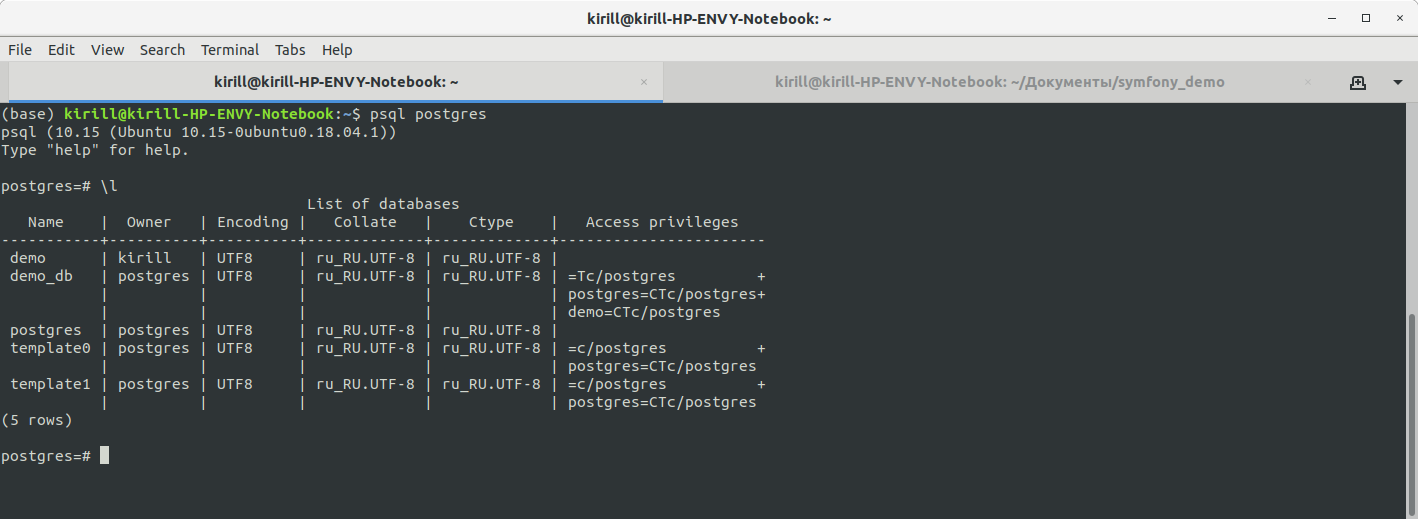 kirill@kirill-HP-ENVY-Notebook: ~
File Edit View Search Terminal Tabs Help
kirill@kirill-HP-ENVY-Notebook: ~ × kirill@kirill-HP-ENVY-Notebook: ~/Документы/symfony_demo ×
(base) kirill@kirill-HP-ENVY-Notebook:~$ psql postgres
psql (10.15 (Ubuntu 10.15-0ubuntu0.18.04.1))
Type "help" for help.

postgres=# \l
                                  List of databases
   Name    |  Owner   | Encoding |   Collate   |    Ctype    |   Access privileges   
-----------+----------+----------+-------------+-------------+-----------------------
 demo      | kirill   | UTF8     | ru_RU.UTF-8 | ru_RU.UTF-8 | 
 demo_db   | postgres | UTF8     | ru_RU.UTF-8 | ru_RU.UTF-8 | =Tc/postgres         +
           |          |          |             |             | postgres=CTc/postgres+
           |          |          |             |             | demo=CTc/postgres
 postgres  | postgres | UTF8     | ru_RU.UTF-8 | ru_RU.UTF-8 | 
 template0 | postgres | UTF8     | ru_RU.UTF-8 | ru_RU.UTF-8 | =c/postgres          +
           |          |          |             |             | postgres=CTc/postgres
 template1 | postgres | UTF8     | ru_RU.UTF-8 | ru_RU.UTF-8 | =c/postgres          +
           |          |          |             |             | postgres=CTc/postgres
(5 rows)

postgres=#